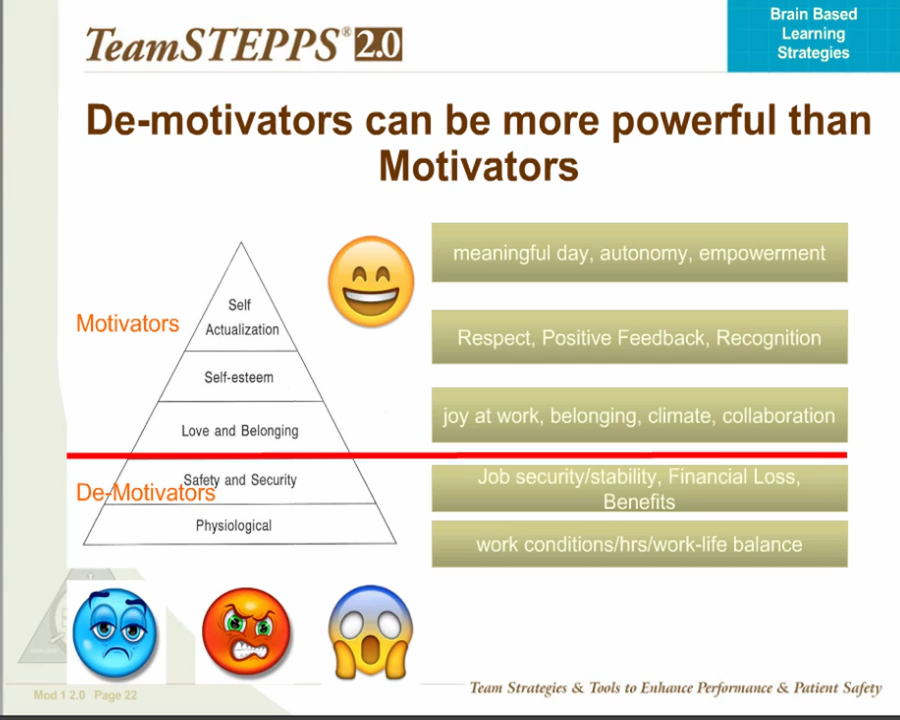 TeamSTEPPS® 2.0
Brain Based
Learning
Strategies
De-motivators can be more powerful than
Motivators
Motivators
Self
Actualization
Self-esteem
Love and Belonging
De-Motivators
Safety and Security
Physiological
meaningful day, autonomy, empowerment
Respect, Positive Feedback, Recognition
joy at work, belonging, climate, collaboration
Job security/stability, Financial Loss,
Benefits
work conditions/hrs/work-life balance
Mod 1 2.0 Page 22
Team Strategies & Tools to Enhance Performance & Patient Safety